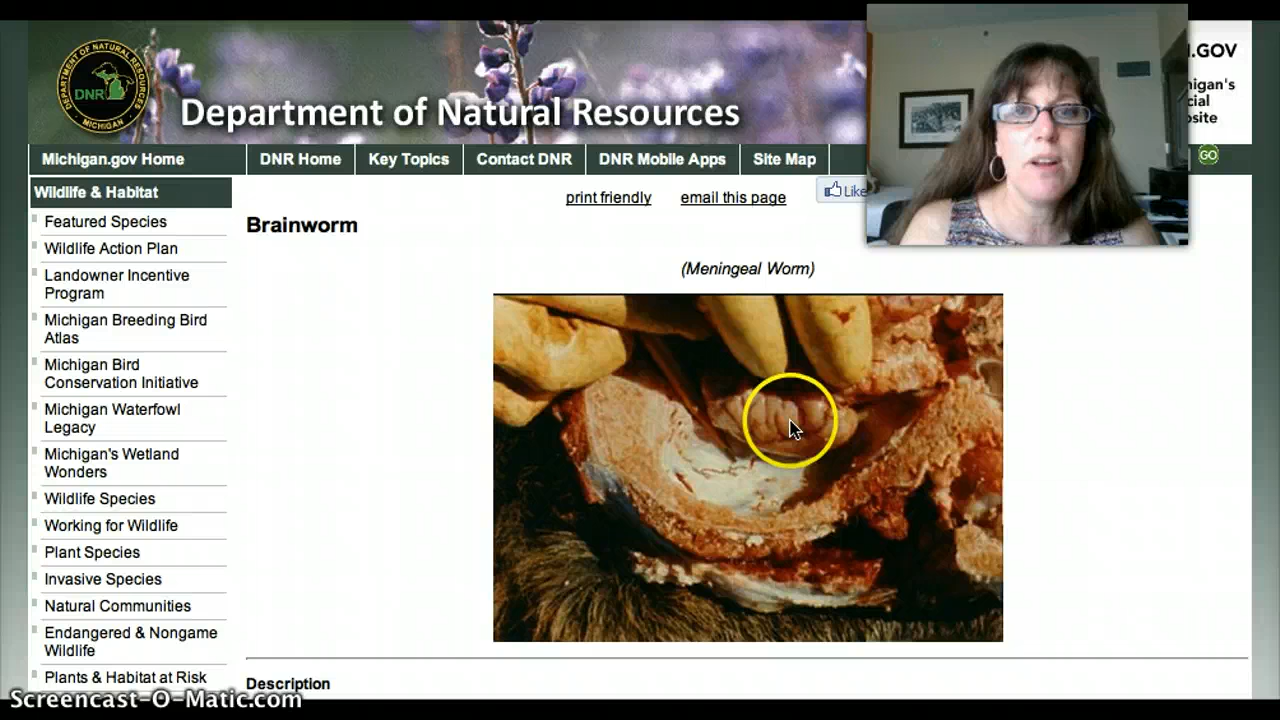 DEPARTMENT OF NATURAL RESOURCES
DNR
MICHIGAN
Department of Natural Resources
.GOV
higan's
cial
bsite
Michigan.gov Home
DNR Home
Key Topics
Contact DNR
DNR Mobile Apps
Site Map
GO
Wildlife & Habitat
Featured Species
Wildlife Action Plan
Landowner Incentive
Program
Michigan Breeding Bird
Atlas
Michigan Bird
Conservation Initiative
Michigan Waterfowl
Legacy
Michigan's Wetland
Wonders
Wildlife Species
Working for Wildlife
Plant Species
Invasive Species
Natural Communities
Endangered & Nongame
Wildlife
Plants & Habitat at Risk
print friendly
email this page
Like
Brainworm
(Meningeal Worm)
Description
Screencast-O-Matic.com